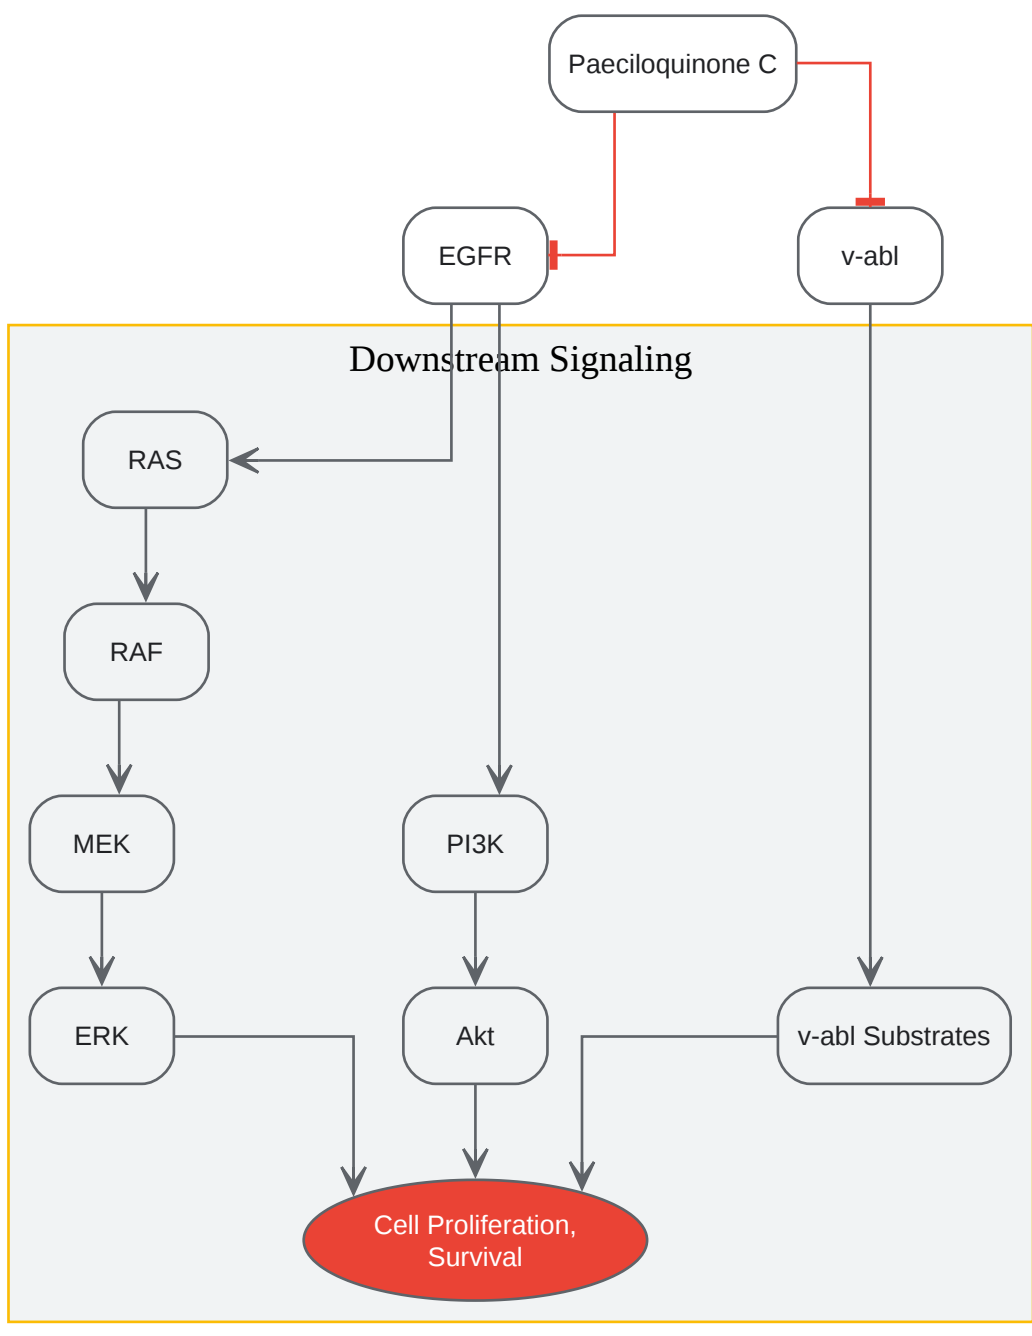 Paeciloquinone C
EGFR
v-abl
Downstream Signaling
RAS
RAF
MEK
PI3K
ERK
Akt
v-abl Substrates
Cell Proliferation,
Survival